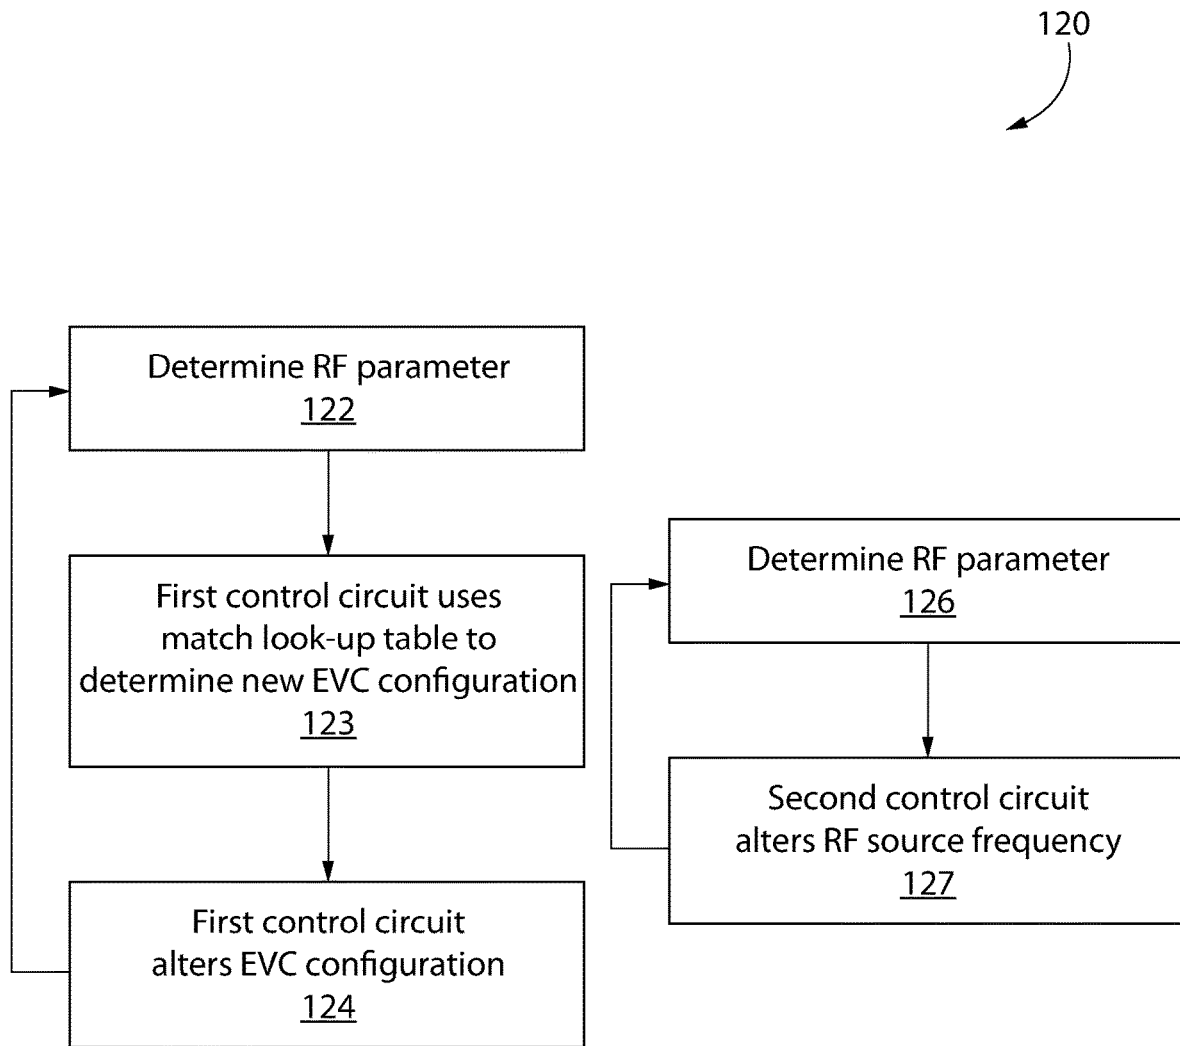 120
Determine RF parameter
122
First control circuit uses
match look-up table to
determine new EVC configuration
123
First control circuit
alters EVC configuration
124
Determine RF parameter
126
Second control circuit
alters RF source frequency
127